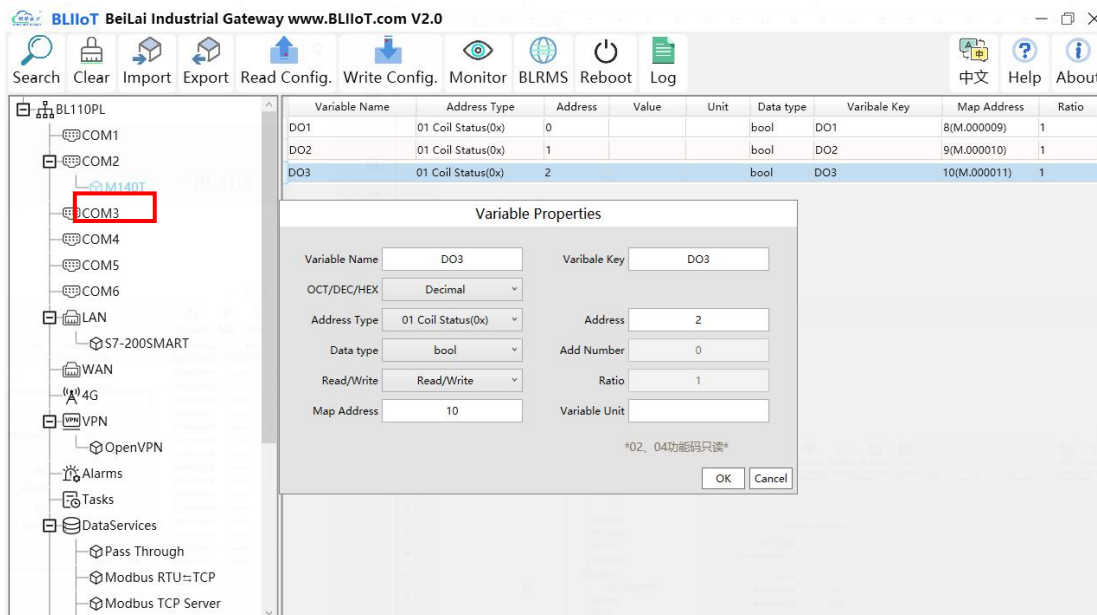 BLIIoT BeiLai Industrial Gateway www.BLIIoT.com V2.0
Search Clear Import Export Read Config. Write Config. Monitor BLRMS Reboot Log 中文 Help About
BL110PL
COM1
COM2
M140T
COM3
COM4
COM5
COM6
LAN
S7-200SMART
WAN
4G
VPN
OpenVPN
Alarms
Tasks
DataServices
Pass Through
Modbus RTU⇆TCP
Modbus TCP Server
Variable Name Address Type Address Value Unit Data type Varibale Key Map Address Ratio
DO1 01 Coil Status(0x) 0 bool DO1 8(M.000009) 1
DO2 01 Coil Status(0x) 1 bool DO2 9(M.000010) 1
DO3 01 Coil Status(0x) 2 bool DO3 10(M.000011) 1
Variable Properties
Variable Name DO3 Varibale Key DO3
OCT/DEC/HEX Decimal
Address Type 01 Coil Status(0x) Address 2
Data type bool Add Number 0
Read/Write Read/Write Ratio 1
Map Address 10 Variable Unit
*02、04功能码只读*
OK Cancel